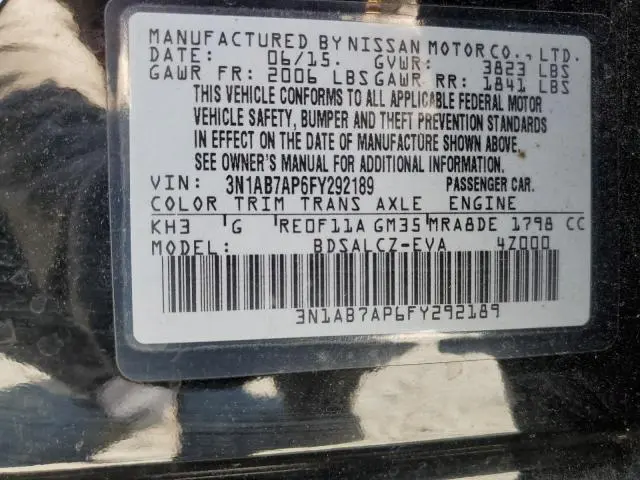 MANUFACTURED BY NISSAN MOTOR CO., LTD.
DATE: 06/15. GVWR: 3823 LBS
GAWR FR: 2006 LBS GAWR RR: 1841 LBS
THIS VEHICLE CONFORMS TO ALL APPLICABLE FEDERAL MOTOR
VEHICLE SAFETY, BUMPER AND THEFT PREVENTION STANDARDS
IN EFFECT ON THE DATE OF MANUFACTURE SHOWN ABOVE.
SEE OWNER'S MANUAL FOR ADDITIONAL INFORMATION.
VIN: 3N1AB7AP6FY292189 PASSENGER CAR.
COLOR TRIM TRANS AXLE ENGINE
KH3 G RE0F11A GM35 MRA8DE 1798 CC
MODEL: BDSALCZ-EVA 4Z000
3N1AB7AP6FY292189